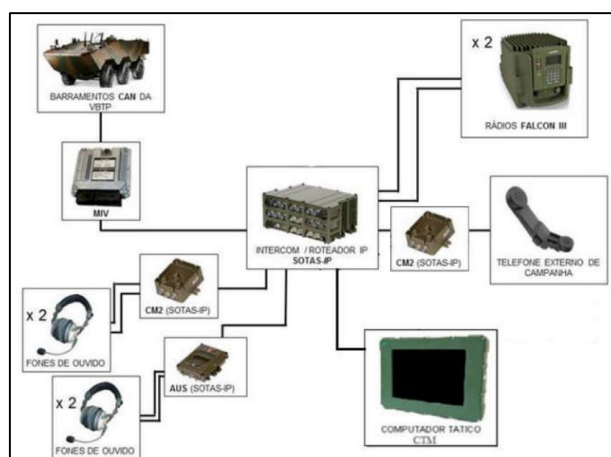 x 2
BARRAMENTOS CAN DA
VBTP
RÁDIOS FALCON III
MIV
INTERCOM / ROTEADOR IP
SOTAS-IP
CM2 (SOTAS-IP)
TELEFONE EXTERNO DE
CAMPANHA
x 2
CM2 (SOTAS-IP)
FONES DE OUVIDO
x 2
AUS (SOTAS-IP)
FONES DE OUVIDO
COMPUTADOR TATICO
CTM